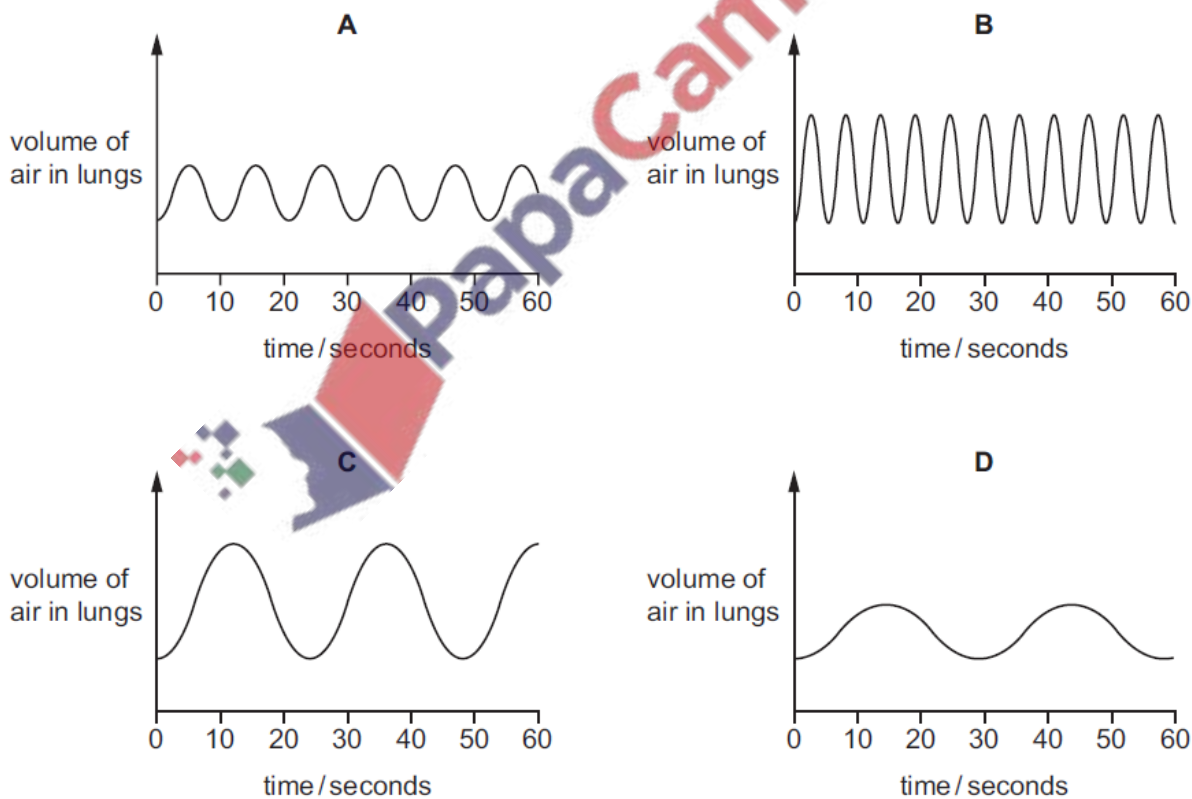 A
volume of
air in lungs
0 10 20 30 40 50 60
time / seconds
B
volume of
air in lungs
0 10 20 30 40 50 60
time / seconds
PapaCam
C
volume of
air in lungs
0 10 20 30 40 50 60
time / seconds
D
volume of
air in lungs
0 10 20 30 40 50 60
time / seconds